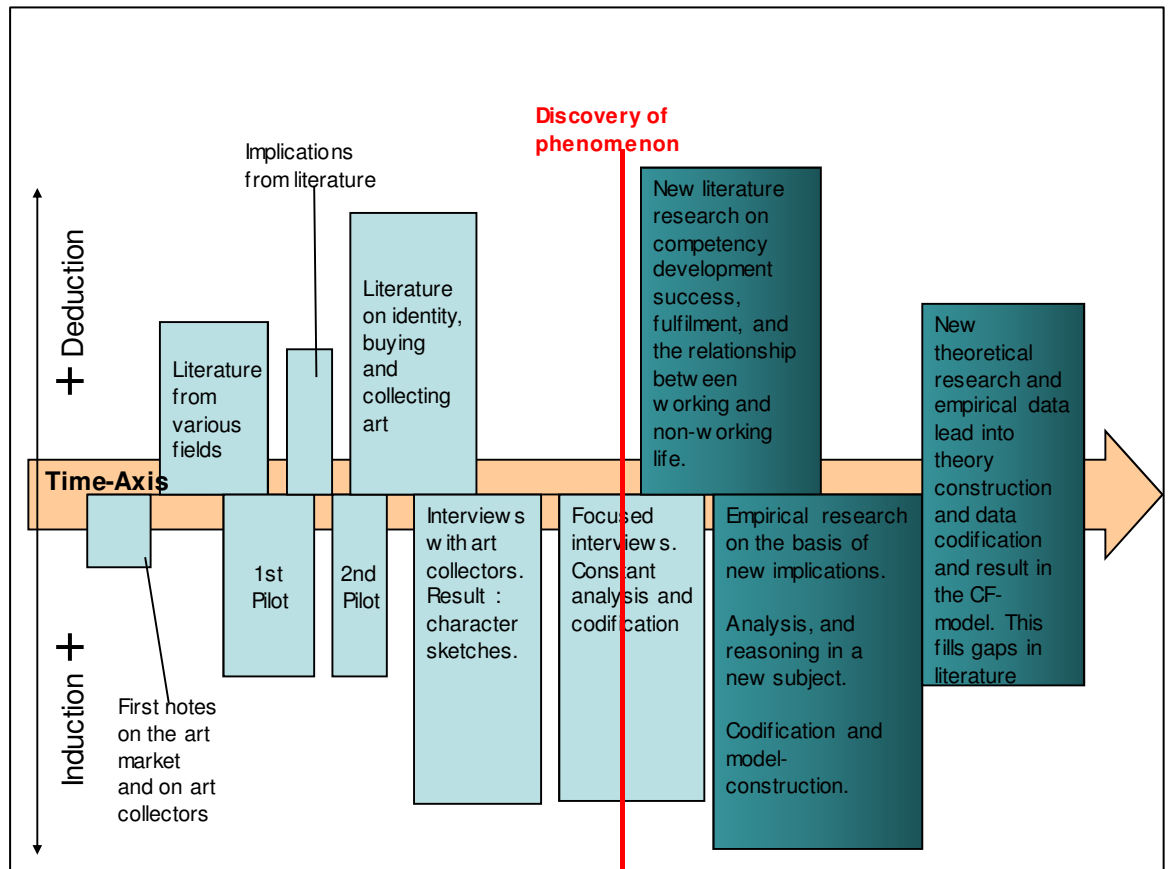 Discovery of
phenomenon
Implications
from literature
+ Deduction
Induction +
Literature
from
various
fields
Literature
on identity,
buying
and
collecting
art
New literature
research on
competency
development
success,
fulfilment, and
the relationship
between
working and
non-working
life.
New
theoretical
research and
empirical data
lead into
theory
construction
and data
codification
and result in
the CF-
model. This
fills gaps in
literature
Time-Axis
First notes
on the art
market
and on art
collectors
1st
Pilot
2nd
Pilot
Interviews
with art
collectors.
Result :
character
sketches.
Focused
interviews.
Constant
analysis and
codification
Empirical research
on the basis of
new implications.
Analysis, and
reasoning in a
new subject.
Codification and
model-
construction.